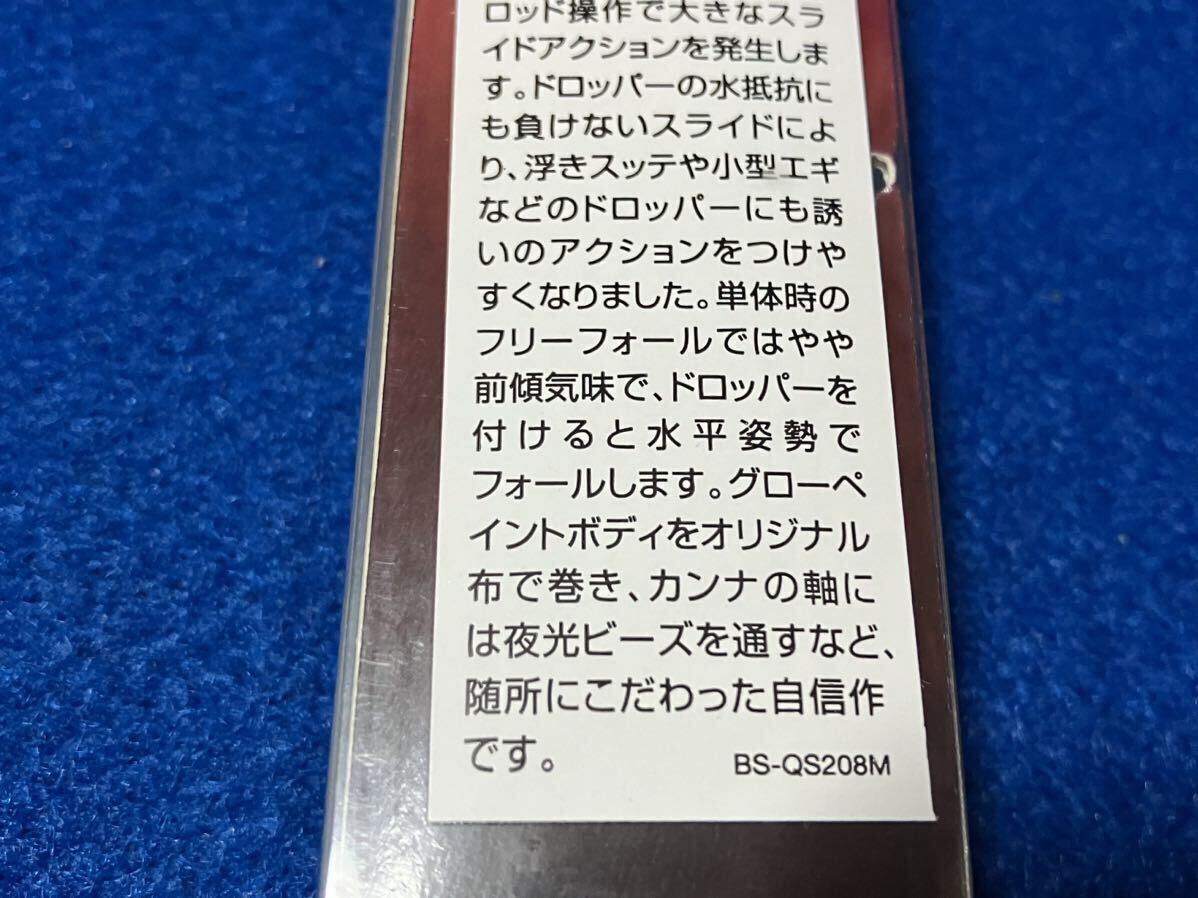 ロッド操作で大きなスラ
イドアクションを発生しま
す。ドロッパーの水抵抗に
も負けないスライドによ
り、浮きスッテや小型エギ
などのドロッパーにも誘
いのアクションをつけや
すくなりました。単体時の
フリーフォールではやや
前傾気味で、ドロッパーを
付けると水平姿勢で
フォールします。グローペ
イントボディをオリジナル
布で巻き、カンナの軸に
は夜光ビーズを通すなど、
随所にこだわった自信作
です。
BS-QS208M